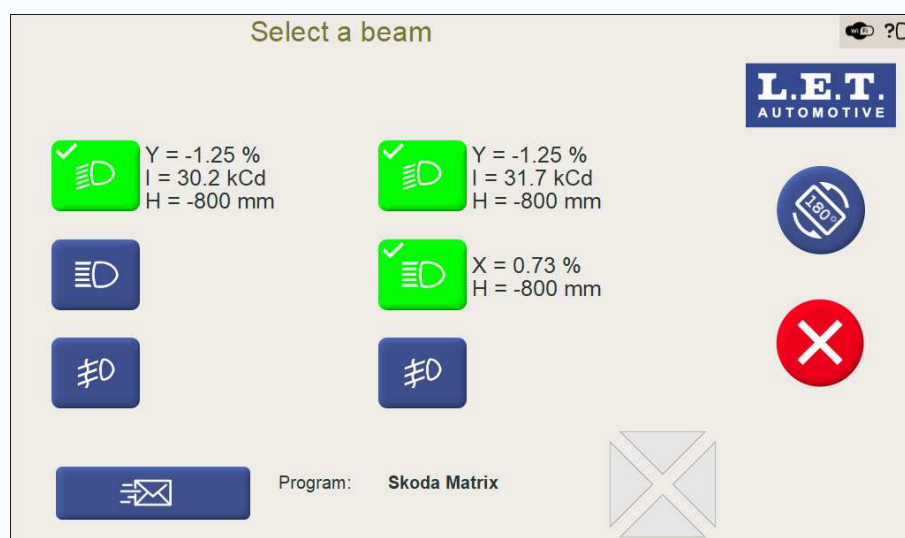 Select a beam
WiFi ?
L.E.T.
AUTOMOTIVE
Y = -1.25 %
I = 30.2 kCd
H = -800 mm
Y = -1.25 %
I = 31.7 kCd
H = -800 mm
180°
X = 0.73 %
H = -800 mm
Program: Skoda Matrix